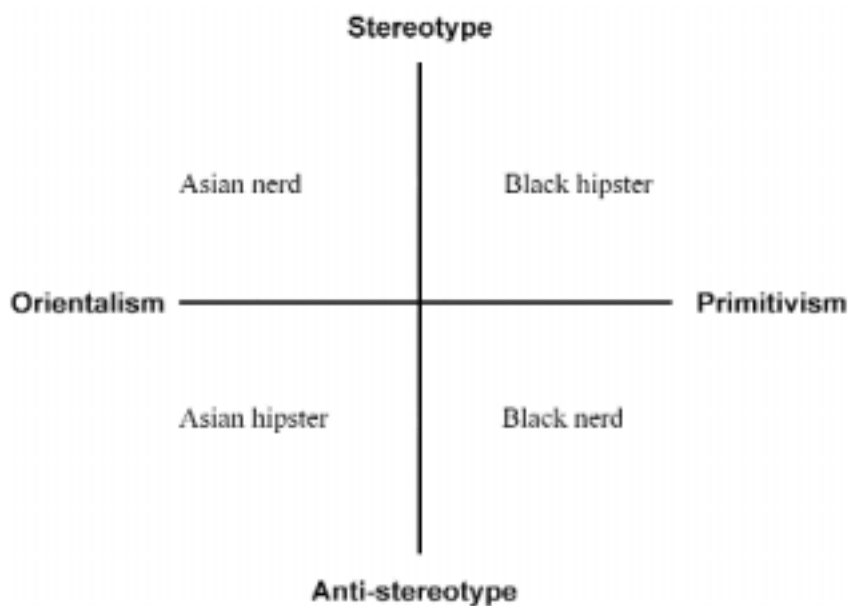 Stereotype
Asian nerd
Black hipster
Orientalism
Primitivism
Asian hipster
Black nerd
Anti-stereotype